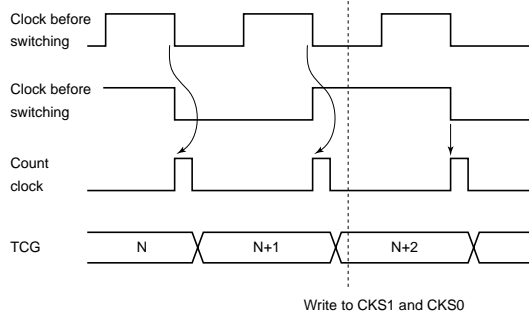 Clock before
switching
Clock before
switching
Count
clock
TCG
N
N+1
N+2
Write to CKS1 and CKS0